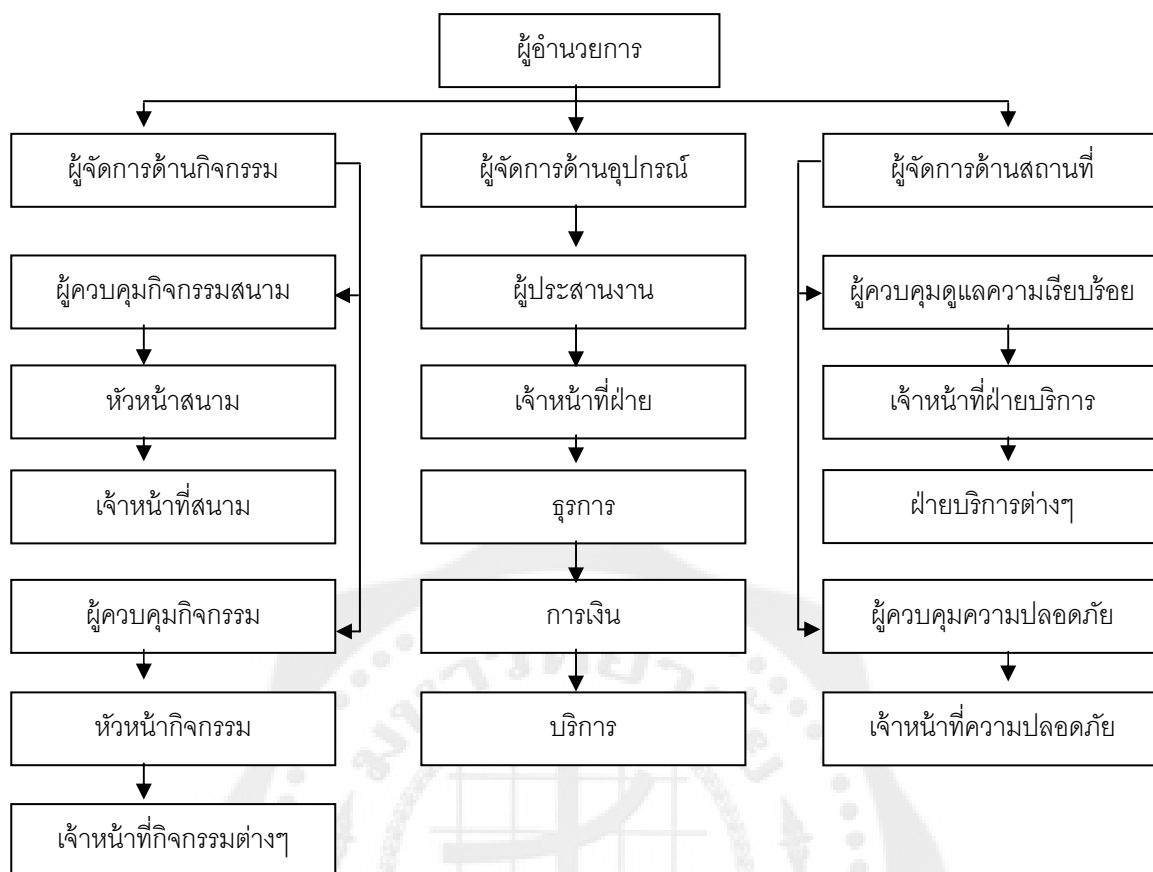 ผู้อำนวยการ
ผู้จัดการด้านกิจกรรม
ผู้จัดการด้านอุปกรณ์
ผู้จัดการด้านสถานที่
ผู้ควบคุมกิจกรรมสนาม
ผู้ประสานงาน
ผู้ควบคุมดูแลความเรียบร้อย
หัวหน้าสนาม
เจ้าหน้าที่ฝ่าย
เจ้าหน้าที่ฝ่ายบริการ
เจ้าหน้าที่สนาม
ธุรการ
ฝ่ายบริการต่างๆ
ผู้ควบคุมกิจกรรม
การเงิน
ผู้ควบคุมความปลอดภัย
หัวหน้ากิจกรรม
บริการ
เจ้าหน้าที่ความปลอดภัย
เจ้าหน้าที่กิจกรรมต่างๆ